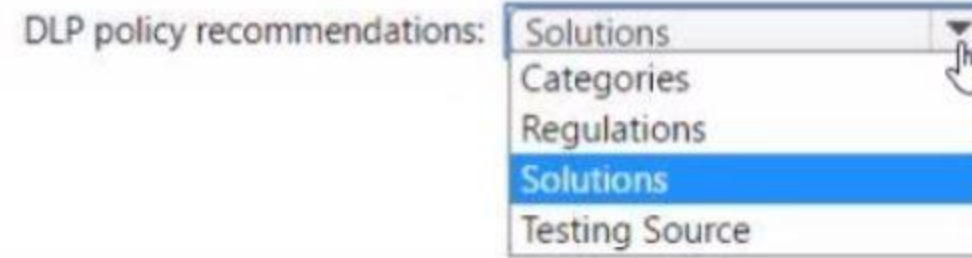 DLP policy recommendations: Solutions
Categories
Regulations
Solutions
Testing Source